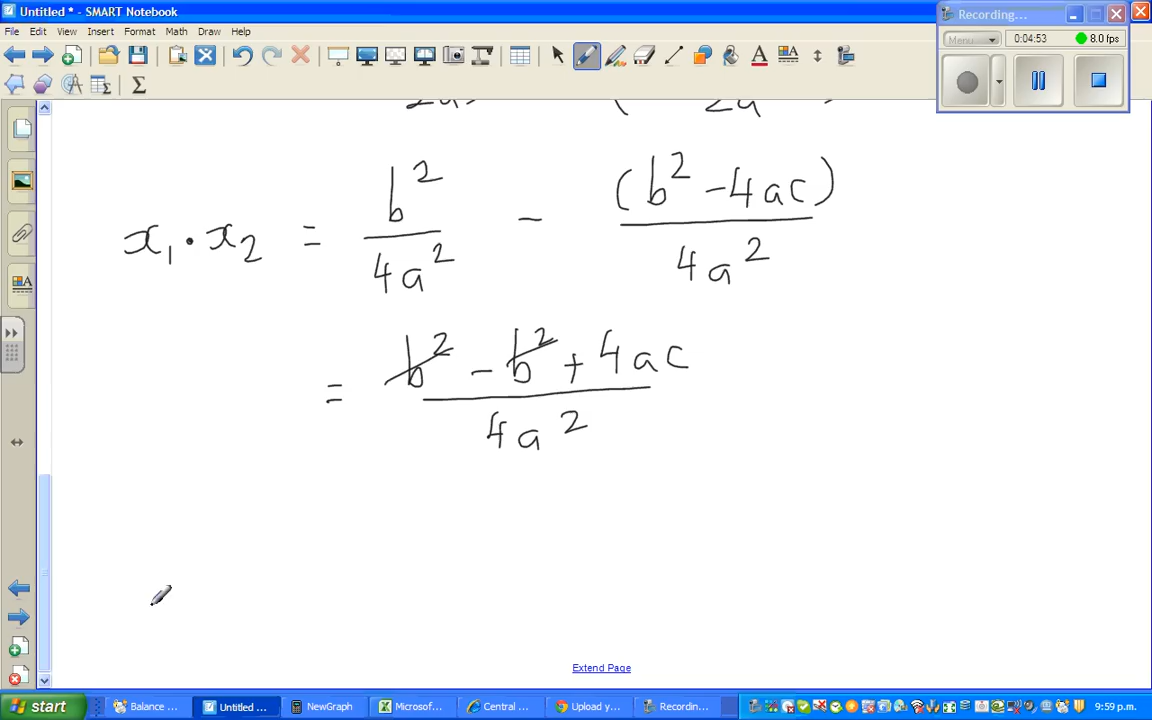 Untitled * - SMART Notebook
Recording...
File Edit View Insert Format Math Draw Help
Menu 0:04:53 8.0 fps
x₁ · x₂ = b²/4a² - (b² - 4ac)/4a²
= b² - b² + 4ac/4a²
Extend Page
start Balance ... Untitled ... NewGraph Microsof... Central ... Upload y... Recordin... 9:59 p.m.